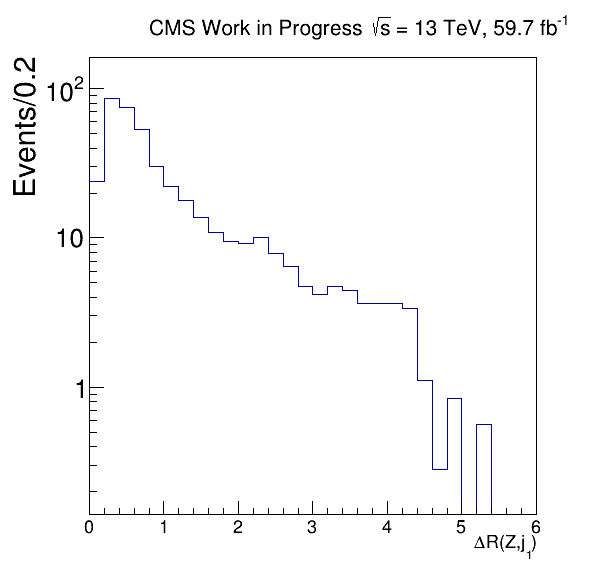 CMS Work in Progress √s = 13 TeV, 59.7 fb⁻¹
Events/0.2
10²
10
1
0 1 2 3 4 5 6
ΔR(Z,j₁)